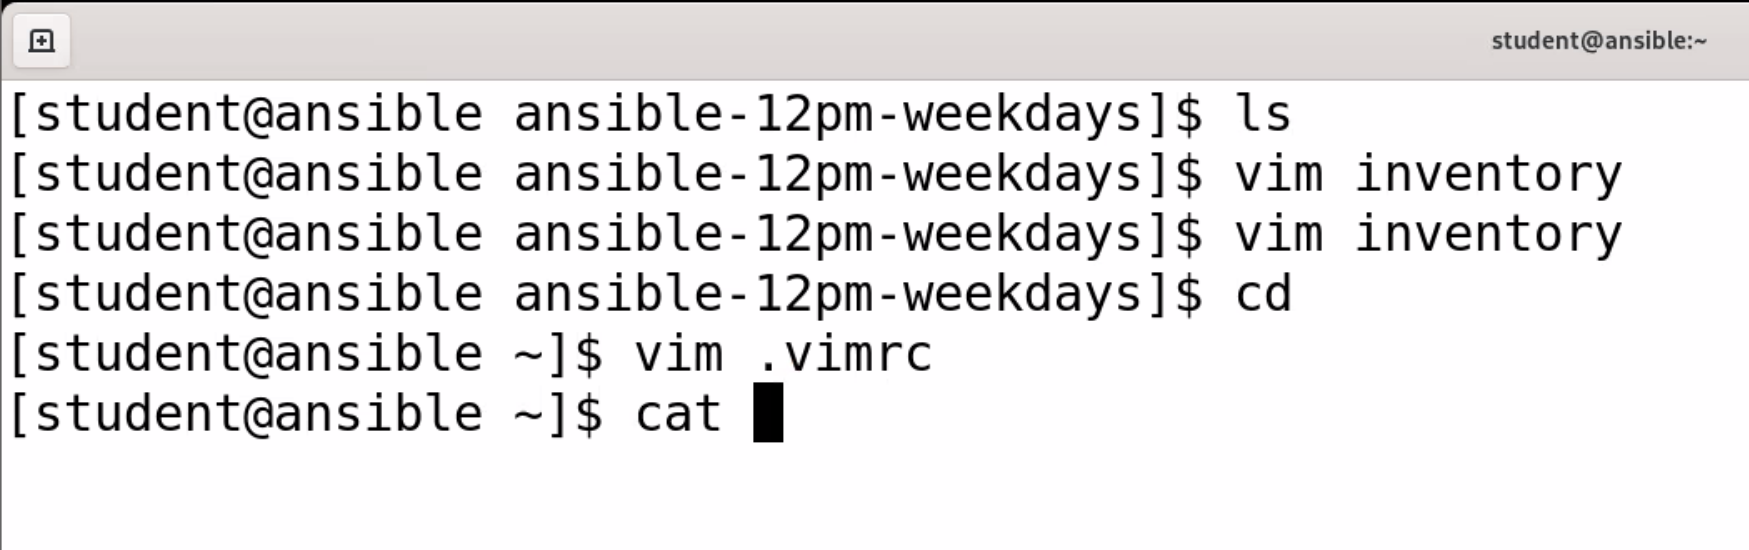 student@ansible:~
[student@ansible ansible-12pm-weekdays]$ ls
[student@ansible ansible-12pm-weekdays]$ vim inventory
[student@ansible ansible-12pm-weekdays]$ vim inventory
[student@ansible ansible-12pm-weekdays]$ cd
[student@ansible ~]$ vim .vimrc
[student@ansible ~]$ cat